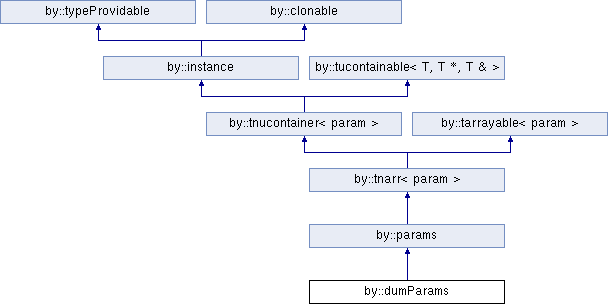 by::typeProvidable
by::clonable
by::instance
by::tucontainable< T, T *, T & >
by::tnucontainer< param >
by::tarrayable< param >
by::tnarr< param >
by::params
by::dumParams